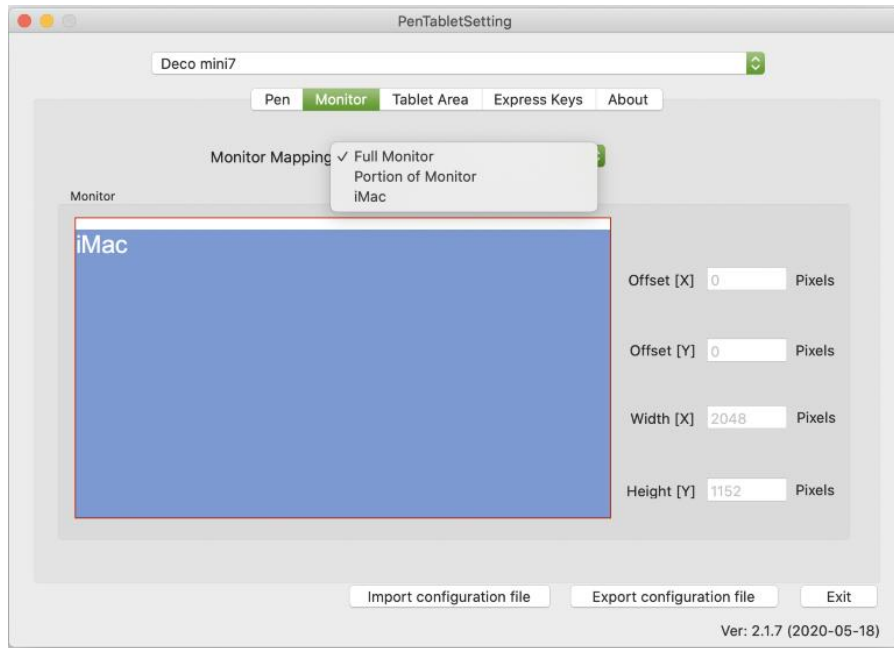 PenTabletSetting
Deco mini7
Pen Monitor Tablet Area Express Keys About
Monitor Mapping ✓ Full Monitor
Portion of Monitor
iMac
Monitor
iMac
Offset [X] 0 Pixels
Offset [Y] 0 Pixels
Width [X] 2048 Pixels
Height [Y] 1152 Pixels
Import configuration file Export configuration file Exit
Ver: 2.1.7 (2020-05-18)